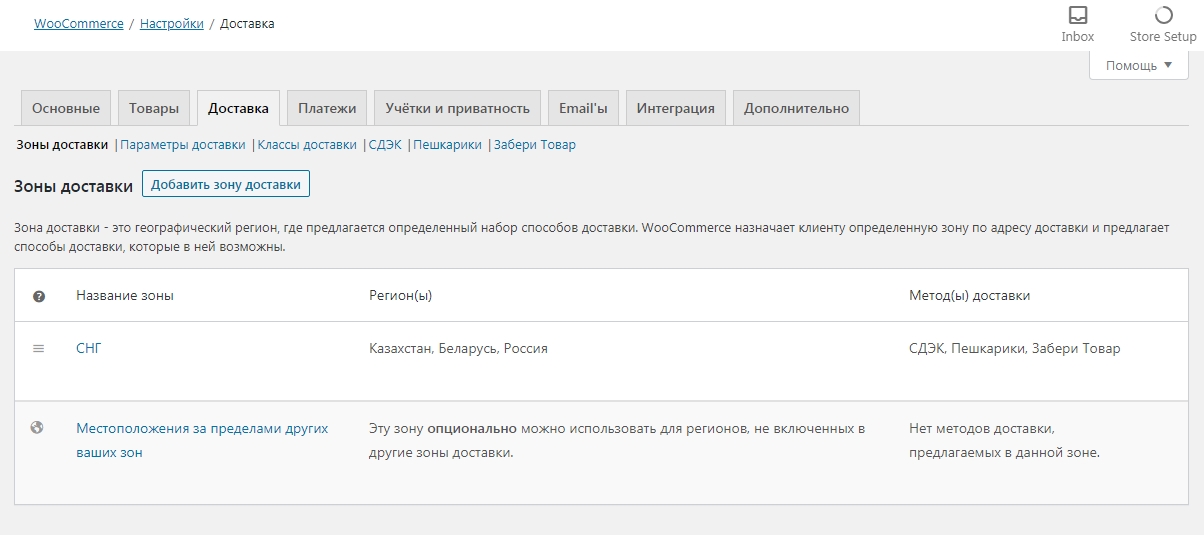 WooCommerce / Настройки / Доставка
Inbox
Store Setup
Помощь
Основные
Товары
Доставка
Платежи
Учётки и приватность
Email'ы
Интеграция
Дополнительно
Зоны доставки | Параметры доставки | Классы доставки | СДЭК | Пешкарики | Забери Товар
Зоны доставки
Добавить зону доставки
Зона доставки - это географический регион, где предлагается определенный набор способов доставки. WooCommerce назначает клиенту определенную зону по адресу доставки и предлагает
способы доставки, которые в ней возможны.
?
Название зоны
Регион(ы)
Метод(ы) доставки
СНГ
Казахстан, Беларусь, Россия
СДЭК, Пешкарики, Забери Товар
Местоположения за пределами других
ваших зон
Эту зону опционально можно использовать для регионов, не включенных в
другие зоны доставки.
Нет методов доставки,
предлагаемых в данной зоне.